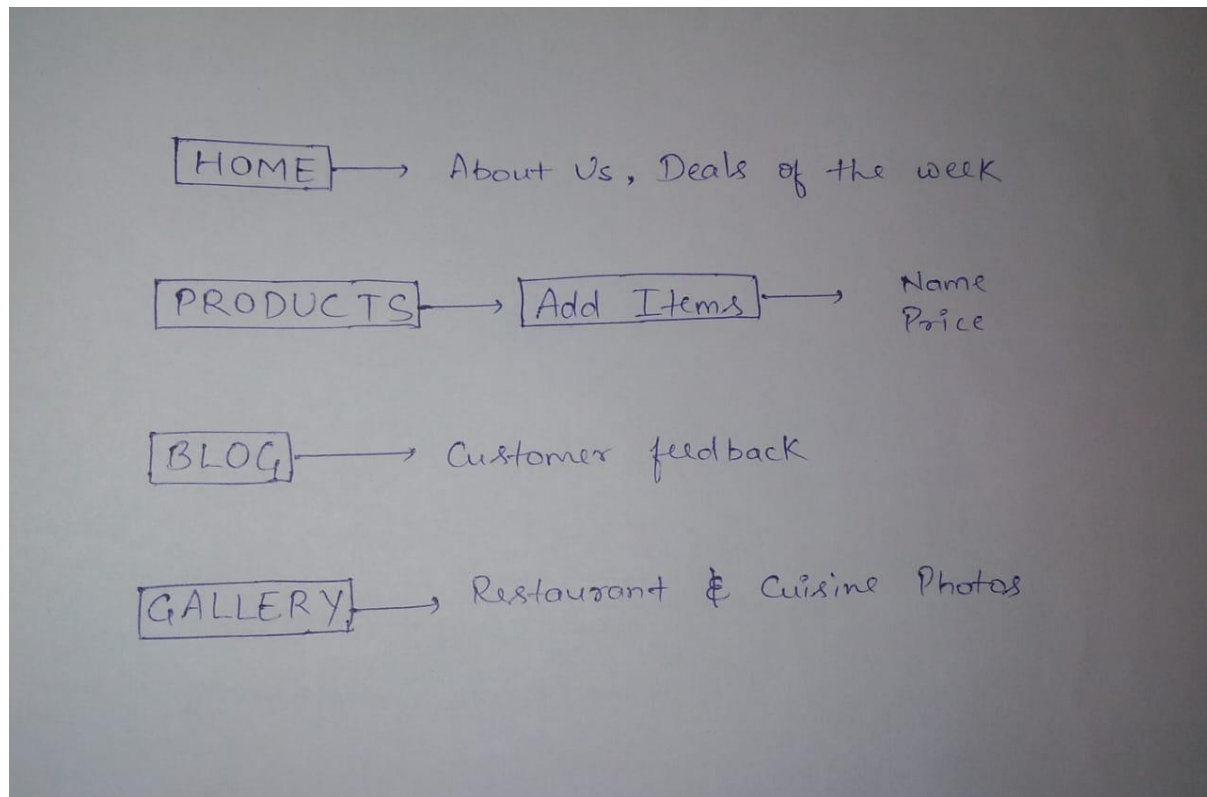 HOME → About Us, Deals of the week
PRODUCTS → Add Items → Name
Price
BLOG → Customer feedback
GALLERY → Restaurant & Cuisine Photos